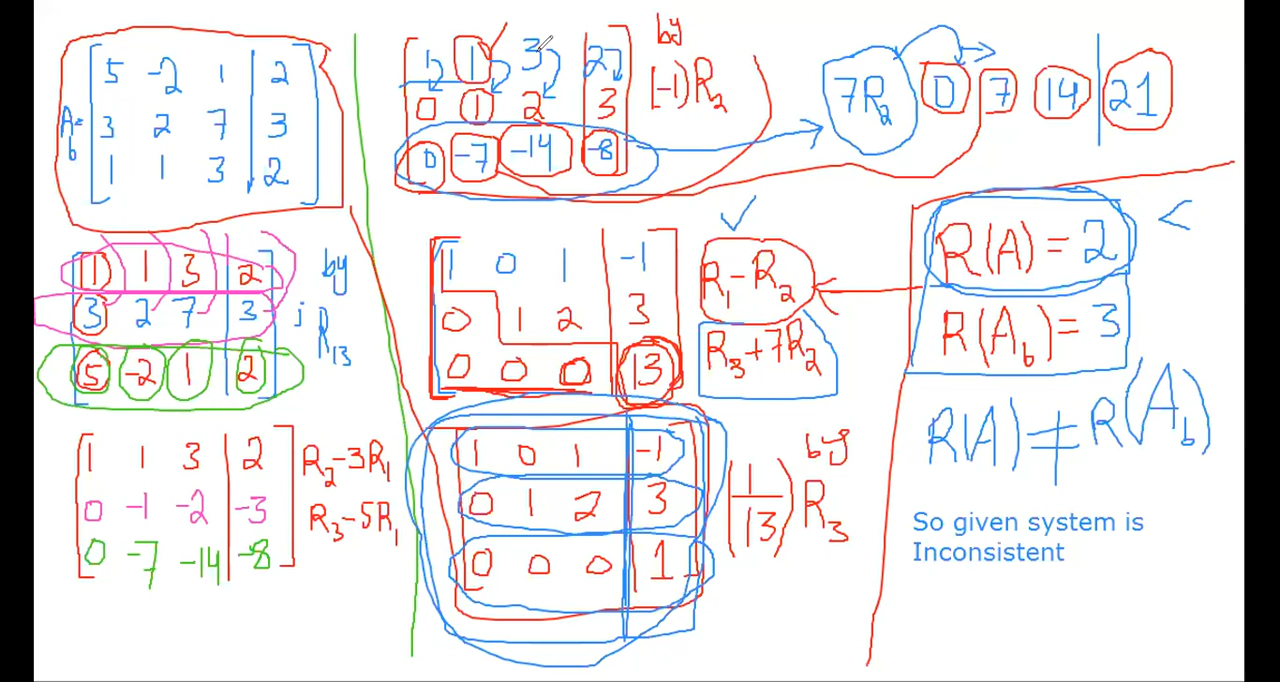 A_b = [ 5 -2 1 | 2 ]
[ 3 2 7 | 3 ]
[ 1 1 3 | 2 ]
[ 1 1 3 | 2 ] by
[ 3 2 7 | 3 ] ; R13
[ 5 -2 1 | 2 ]
[ 1 1 3 | 2 ] R2-3R1
[ 0 -1 -2 | -3 ] R3-5R1
[ 0 -7 -14 | -8 ]
[ 1 1 3 | 2 ] by
[ 0 1 2 | 3 ] (-1)R2
[ 0 -7 -14 | -8 ]
7R2 0 7 14 | 21
[ 1 0 1 | -1 ] R1-R2
[ 0 1 2 | 3 ]
[ 0 0 0 | 13 ] R3+7R2
[ 1 0 1 | -1 ] by
[ 0 1 2 | 3 ] (1/13)R3
[ 0 0 0 | 1 ]
R(A) = 2 <
R(A_b) = 3
R(A) ≠ R(A_b)
So given system is
Inconsistent